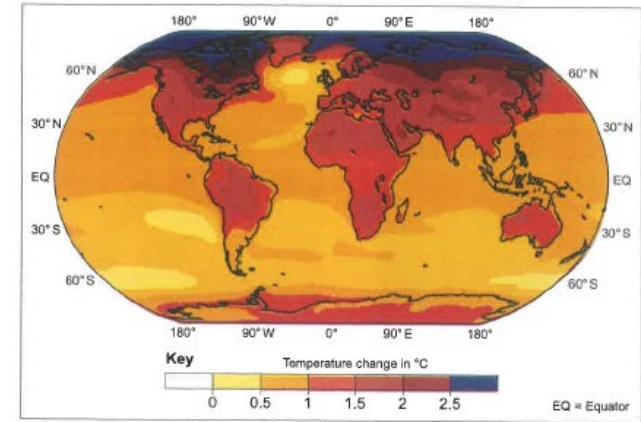 180° 90°W 0° 90°E 180°
60°N 60°N
30°N 30°N
EQ EQ
30°S 30°S
60°S 60°S
180° 90°W 0° 90°E 180°
Key Temperature change in °C
0 0.5 1 1.5 2 2.5
EQ = Equator